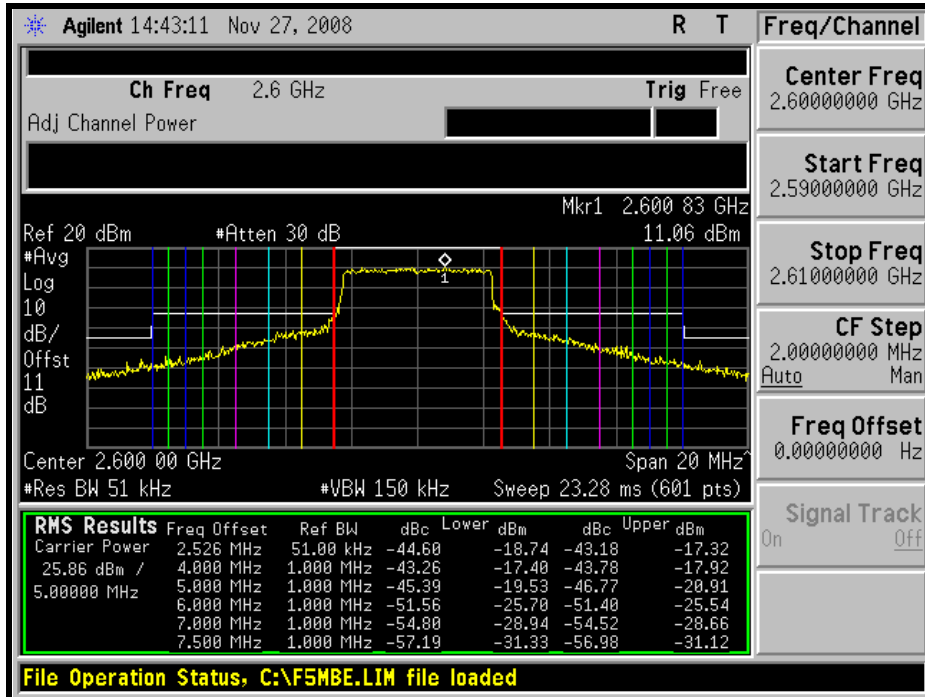 Agilent 14:43:11 Nov 27, 2008 R T
Freq/Channel
Ch Freq 2.6 GHz Trig Free
Adj Channel Power
Center Freq
2.60000000 GHz
Start Freq
2.59000000 GHz
Stop Freq
2.61000000 GHz
CF Step
2.00000000 MHz
Auto Man
Freq Offset
0.00000000 Hz
Signal Track
On Off
Mkr1 2.600 83 GHz
Ref 20 dBm #Atten 30 dB 11.06 dBm
#Avg
Log
10
dB/
Offst
11
dB
1
Center 2.600 00 GHz Span 20 MHz^
#Res BW 51 kHz #VBW 150 kHz Sweep 23.28 ms (601 pts)
RMS Results Freq Offset Ref BW dBc Lower dBm dBc Upper dBm
Carrier Power 2.526 MHz 51.00 kHz -44.60 -18.74 -43.18 -17.32
25.86 dBm / 4.000 MHz 1.000 MHz -43.26 -17.40 -43.78 -17.92
5.00000 MHz 5.000 MHz 1.000 MHz -45.39 -19.53 -46.77 -20.91
6.000 MHz 1.000 MHz -51.56 -25.70 -51.40 -25.54
7.000 MHz 1.000 MHz -54.80 -28.94 -54.52 -28.66
7.500 MHz 1.000 MHz -57.19 -31.33 -56.98 -31.12
File Operation Status, C:\F5MBE.LIM file loaded